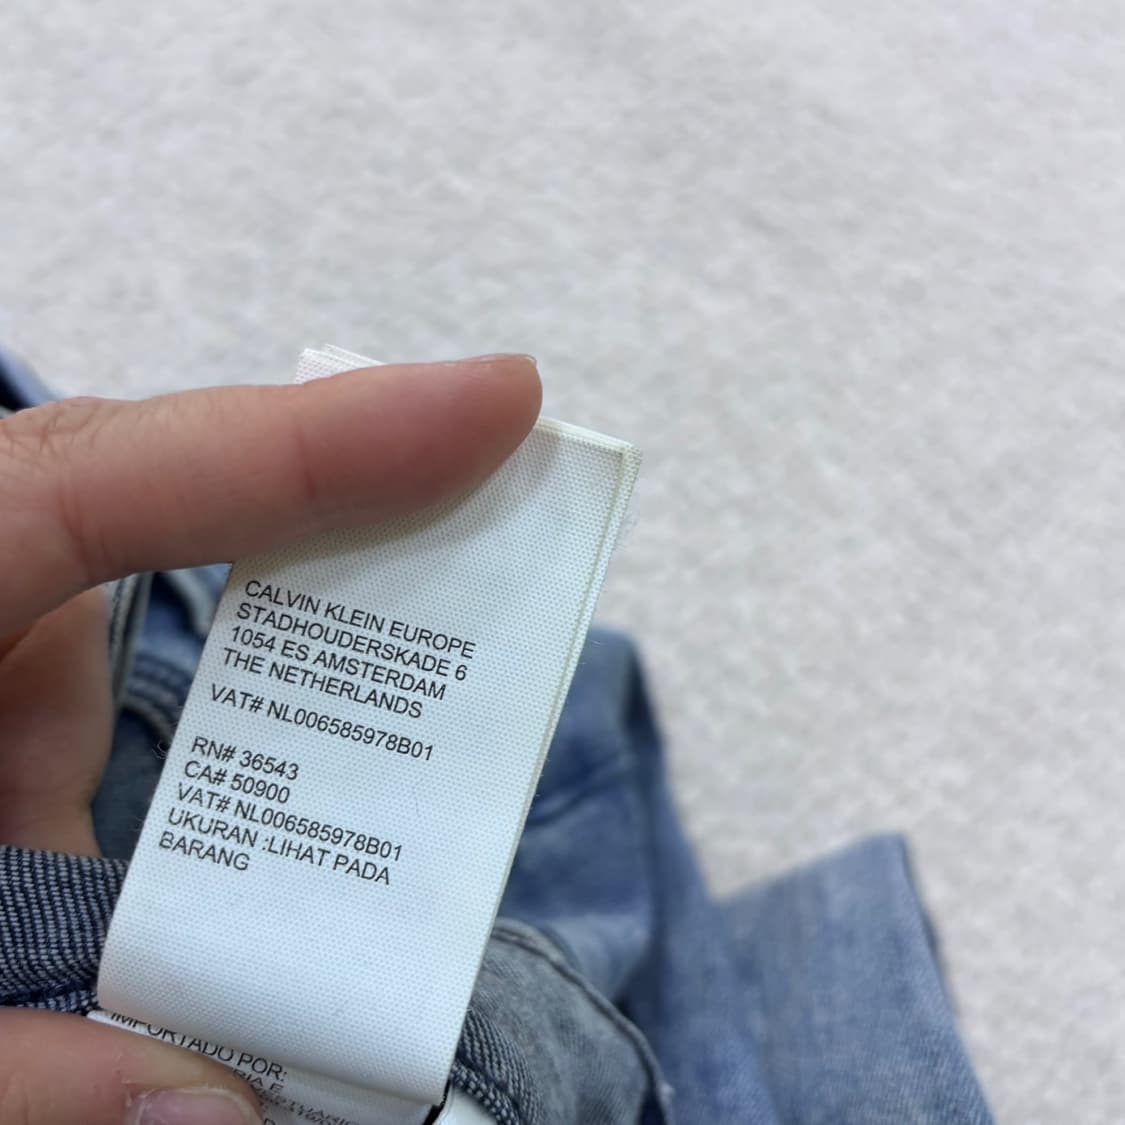 CALVIN KLEIN EUROPE
STADHOUDERSKADE 6
1054 ES AMSTERDAM
THE NETHERLANDS
VAT# NL006585978B01
RN# 36543
CA# 50900
VAT# NL006585978B01
UKURAN :LIHAT PADA
BARANG
IMPORTADO POR: